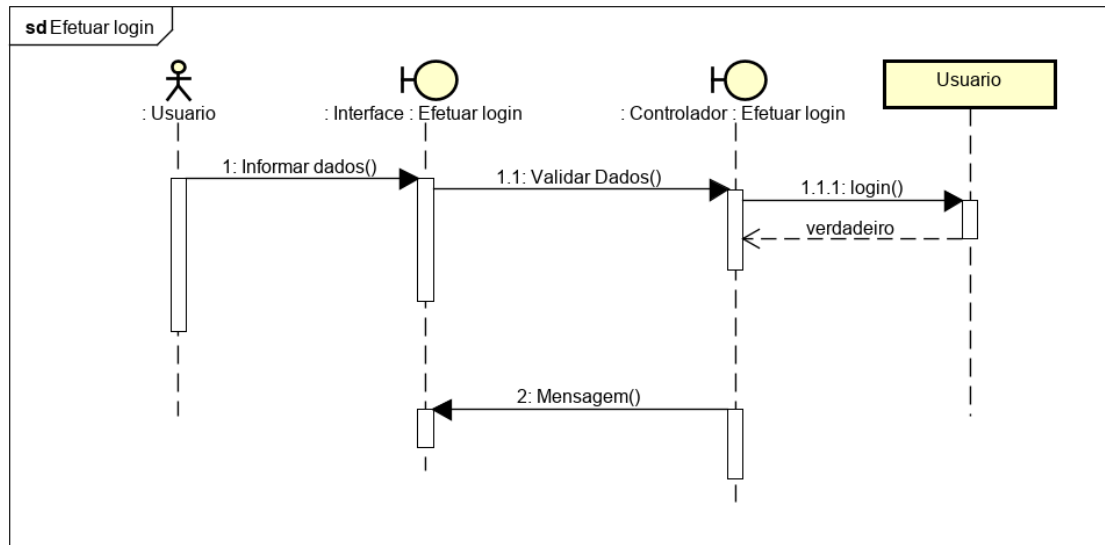 sd Efetuar login
: Usuario
: Interface : Efetuar login
: Controlador : Efetuar login
Usuario
1: Informar dados()
1.1: Validar Dados()
1.1.1: login()
verdadeiro
2: Mensagem()